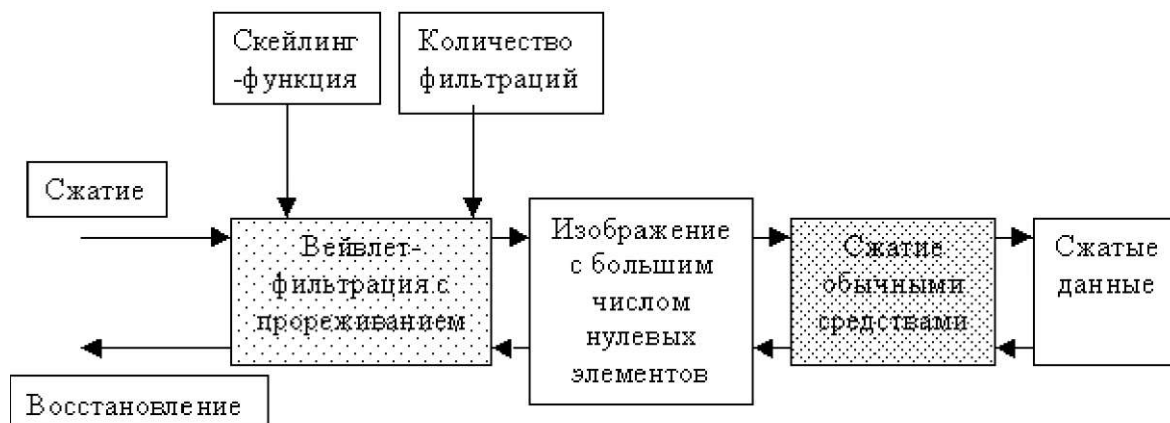 Скейлинг
-функция
Количество
фильтраций
Сжатие
Вейвлет-
фильтрация с
прореживанием
Изображение
с большим
числом
нулевых
элементов
Сжатие
обычными
средствами
Сжатые
данные
Восстановление